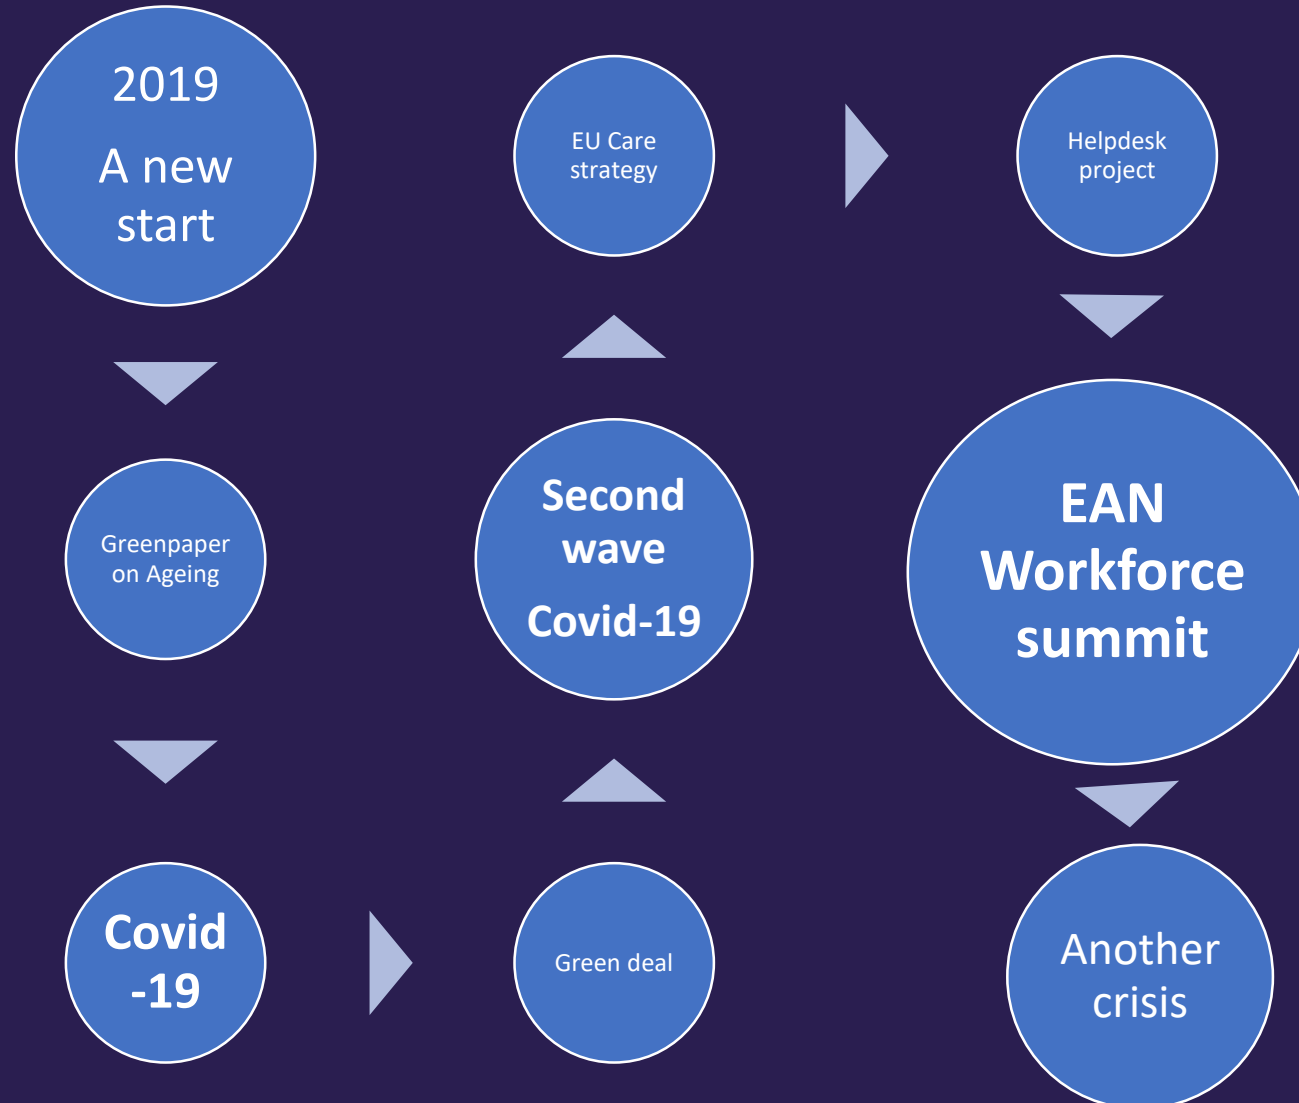 2019
A new
start
Greenpaper
on Ageing
Covid
-19
Green deal
Second
wave
Covid-19
EU Care
strategy
Helpdesk
project
EAN
Workforce
summit
Another
crisis